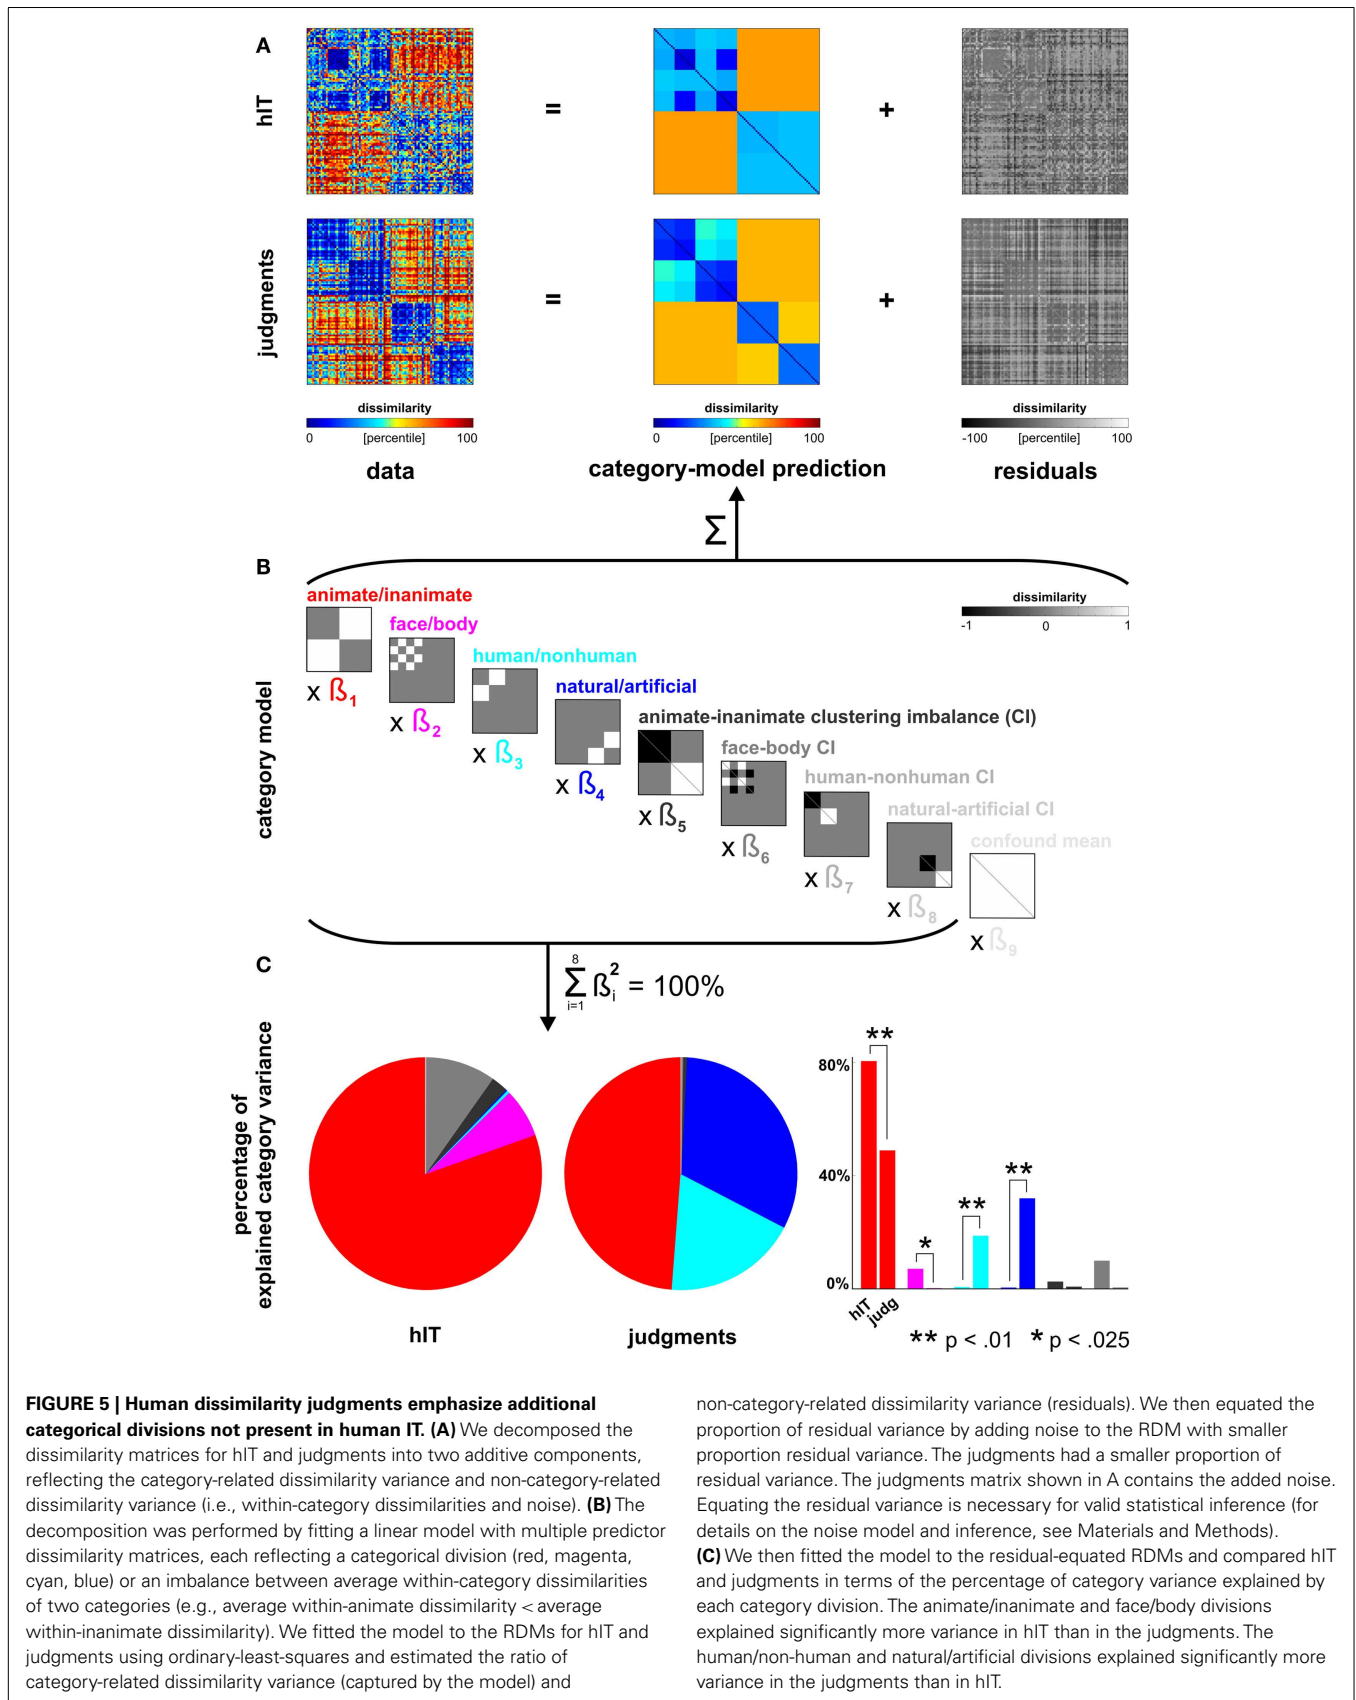 A
hIT
=
+
judgments
=
+
dissimilarity
0 [percentile] 100
data
dissimilarity
0 [percentile] 100
category-model prediction
dissimilarity
-100 [percentile] 100
residuals
Σ
B
category model
animate/inanimate
x ß1
face/body
x ß2
human/nonhuman
x ß3
natural/artificial
x ß4
animate-inanimate clustering imbalance (CI)
x ß5
face-body CI
x ß6
human-nonhuman CI
x ß7
natural-artificial CI
x ß8
confound mean
x ß9
dissimilarity
-1 0 1
C
8
Σ ßi² = 100%
i=1
percentage of
explained category variance
hIT
judgments
80%
40%
0%
**
*
**
**
hIT
judg
** p < .01 * p < .025
FIGURE 5 | Human dissimilarity judgments emphasize additional
categorical divisions not present in human IT. (A) We decomposed the
dissimilarity matrices for hIT and judgments into two additive components,
reflecting the category-related dissimilarity variance and non-category-related
dissimilarity variance (i.e., within-category dissimilarities and noise). (B) The
decomposition was performed by fitting a linear model with multiple predictor
dissimilarity matrices, each reflecting a categorical division (red, magenta,
cyan, blue) or an imbalance between average within-category dissimilarities
of two categories (e.g., average within-animate dissimilarity < average
within-inanimate dissimilarity). We fitted the model to the RDMs for hIT and
judgments using ordinary-least-squares and estimated the ratio of
category-related dissimilarity variance (captured by the model) and
non-category-related dissimilarity variance (residuals). We then equated the
proportion of residual variance by adding noise to the RDM with smaller
proportion residual variance. The judgments had a smaller proportion of
residual variance. The judgments matrix shown in A contains the added noise.
Equating the residual variance is necessary for valid statistical inference (for
details on the noise model and inference, see Materials and Methods).
(C) We then fitted the model to the residual-equated RDMs and compared hIT
and judgments in terms of the percentage of category variance explained by
each category division. The animate/inanimate and face/body divisions
explained significantly more variance in hIT than in the judgments. The
human/non-human and natural/artificial divisions explained significantly more
variance in the judgments than in hIT.